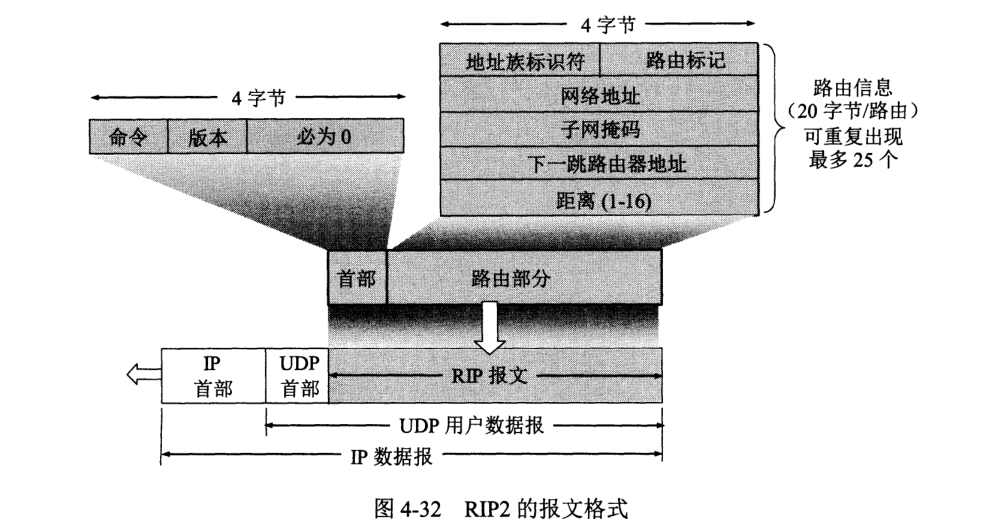 4 字节
地址族标识符 路由标记
网络地址
子网掩码
下一跳路由器地址
距离 (1-16)
路由信息
(20 字节/路由)
可重复出现
最多 25 个
4 字节
命令 版本 必为 0
首部 路由部分
IP
首部
UDP
首部
RIP 报文
UDP 用户数据报
IP 数据报
图 4-32 RIP2 的报文格式